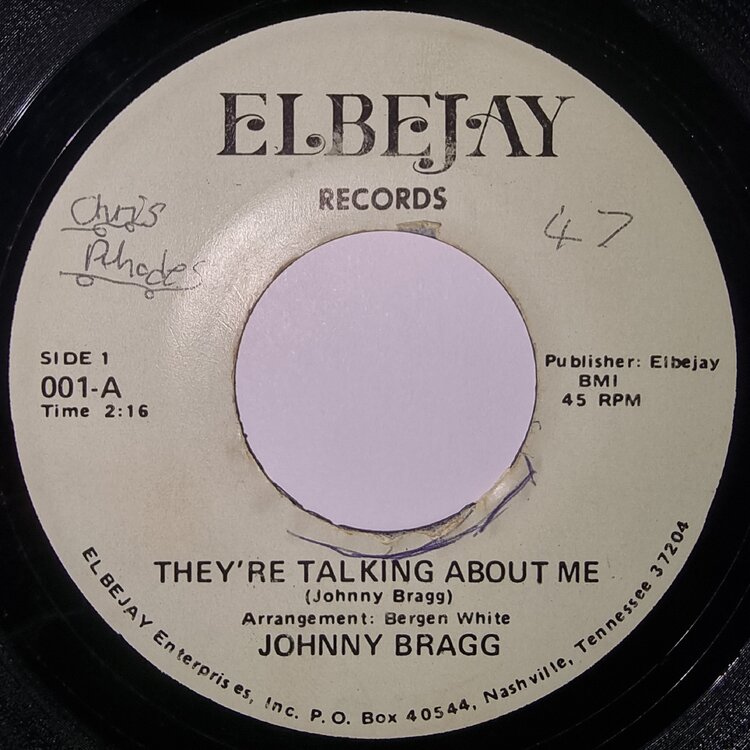 ELBEJAY
RECORDS
Chris
Rhodes
47
SIDE 1
001-A
Time 2:16
Publisher: Elbejay
BMI
45 RPM
THEY'RE TALKING ABOUT ME
(Johnny Bragg)
Arrangement: Bergen White
JOHNNY BRAGG
ELBEJAY Enterprises, Inc. P.O. Box 40544, Nashville, Tennessee 37204